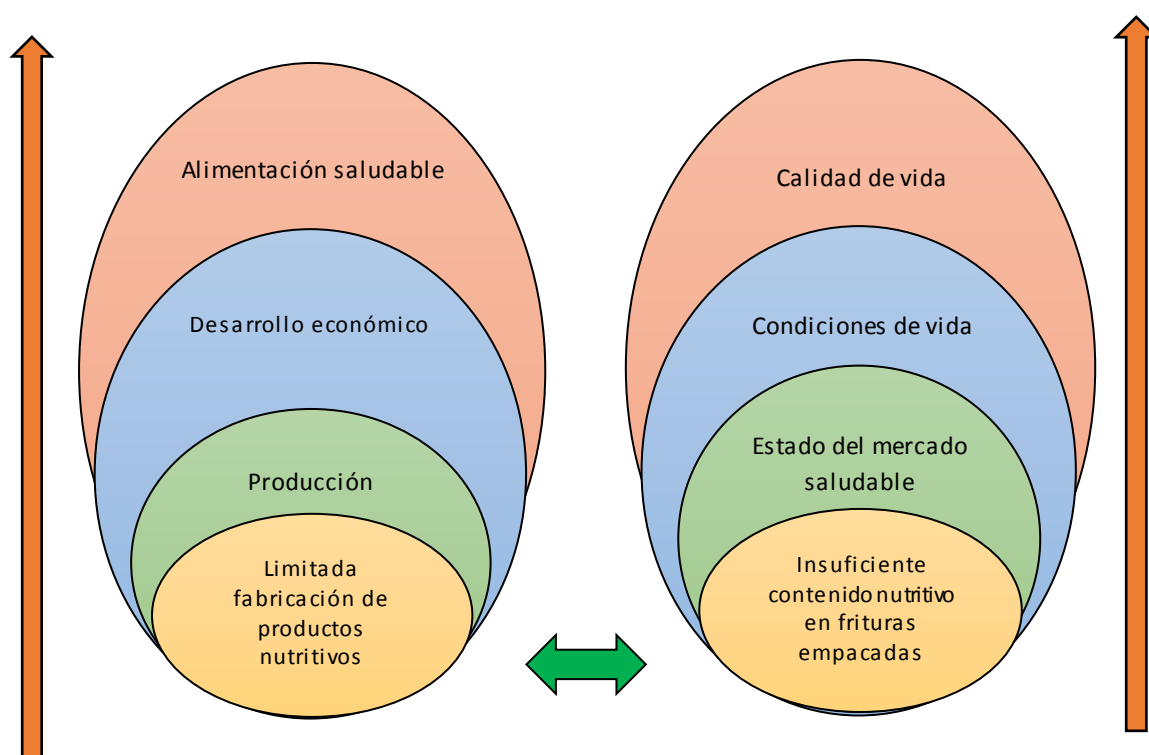 Alimentación saludable
Desarrollo económico
Producción
Limitada
fabricación de
productos
nutritivos
Calidad de vida
Condiciones de vida
Estado del mercado
saludable
Insuficiente
contenido nutritivo
en frituras
empacadas